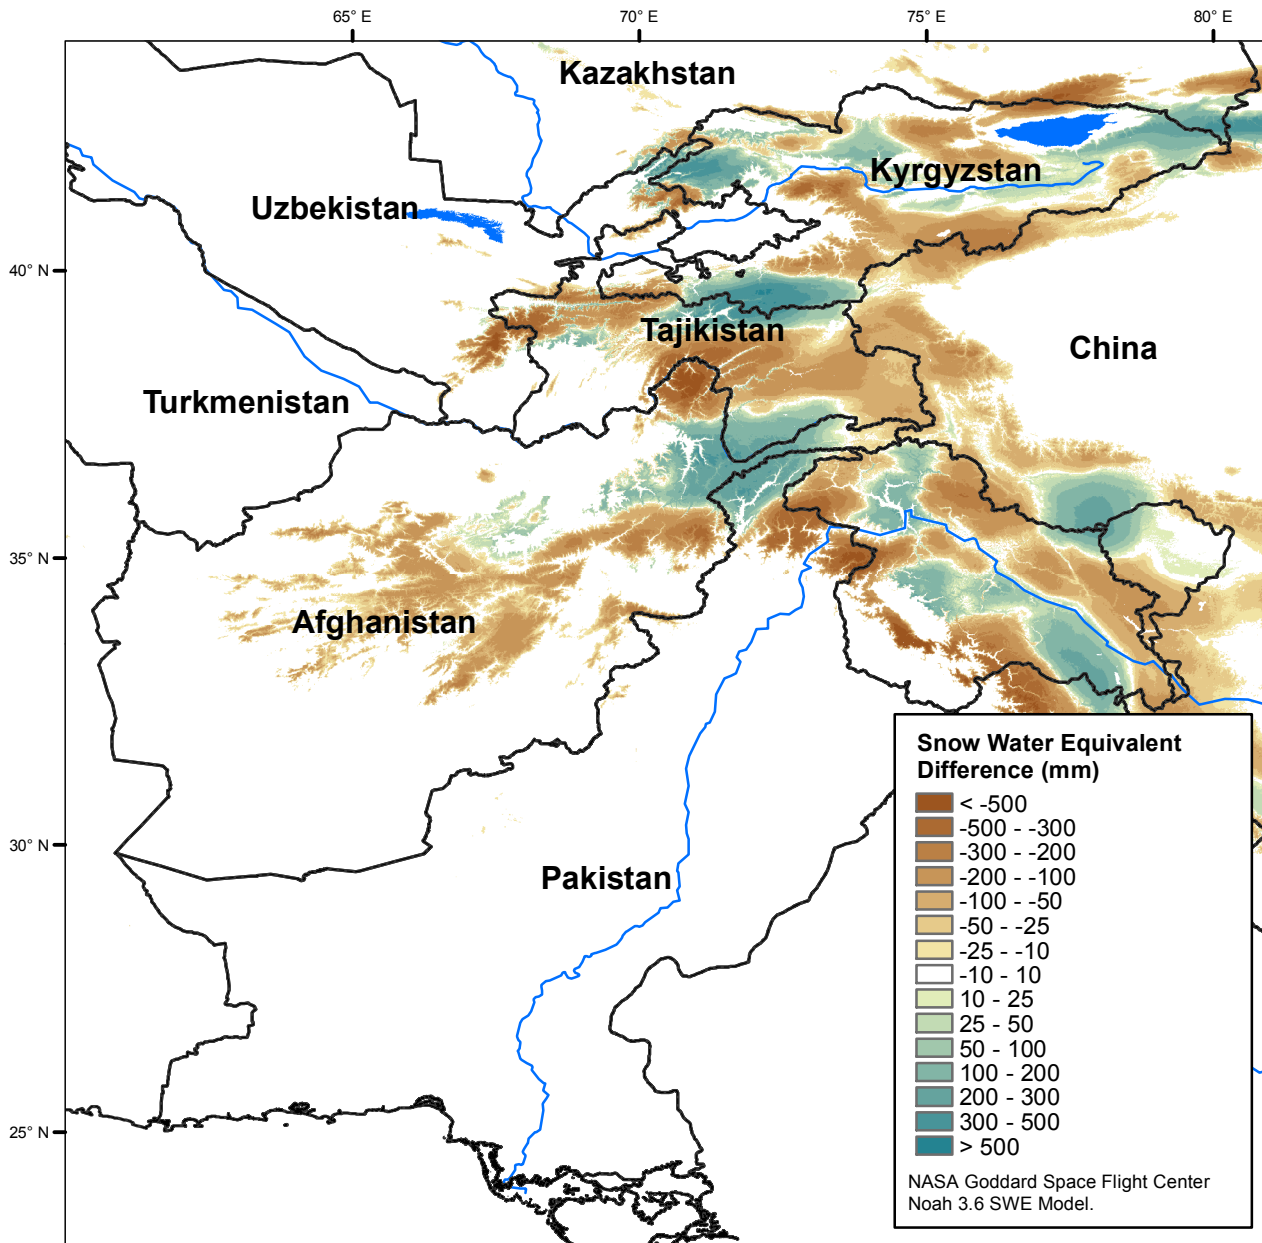 65° E
70° E
75° E
80° E
Kazakhstan
Kyrgyzstan
Uzbekistan
40° N
Tajikistan
China
Turkmenistan
35° N
Afghanistan
30° N
Pakistan
25° N
Snow Water Equivalent
Difference (mm)
< -500
-500 - -300
-300 - -200
-200 - -100
-100 - -50
-50 - -25
-25 - -10
-10 - 10
10 - 25
25 - 50
50 - 100
100 - 200
200 - 300
300 - 500
> 500
NASA Goddard Space Flight Center
Noah 3.6 SWE Model.